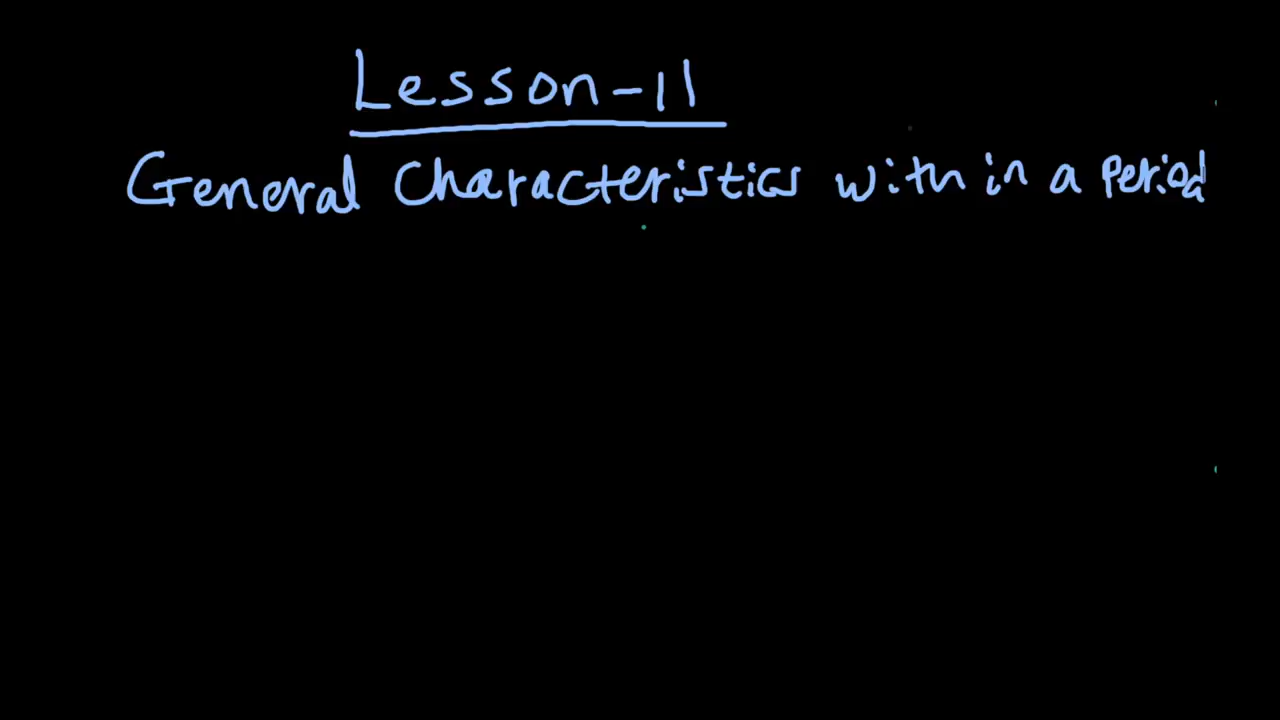 Lesson-11
General Characteristics with in a Period